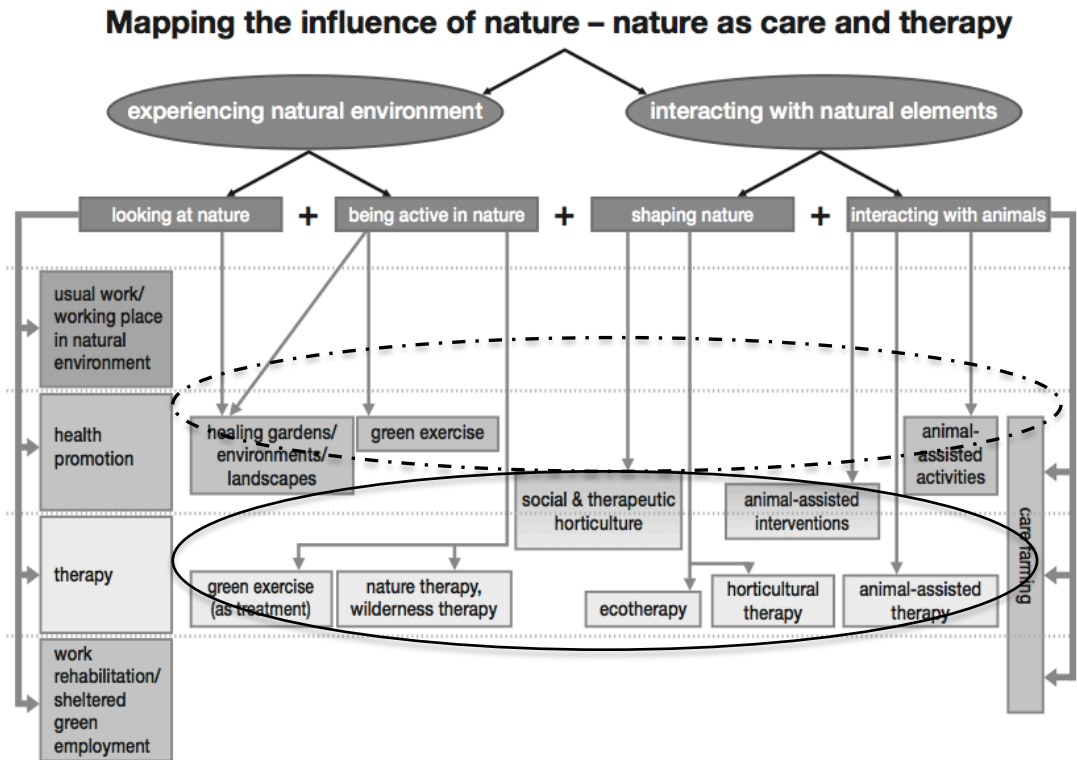 Mapping the influence of nature – nature as care and therapy
experiencing natural environment
interacting with natural elements
looking at nature
+
being active in nature
+
shaping nature
+
interacting with animals
usual work/
working place
in natural
environment
health
promotion
healing gardens/
environments/
landscapes
green exercise
animal-
assisted
activities
social & therapeutic
horticulture
animal-assisted
interventions
care farming
therapy
green exercise
(as treatment)
nature therapy,
wilderness therapy
ecotherapy
horticultural
therapy
animal-assisted
therapy
work
rehabilitation/
sheltered
green
employment